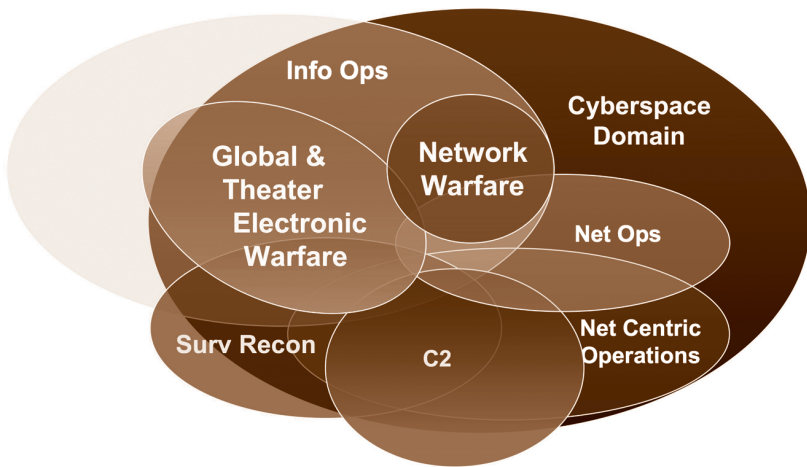 Info Ops
Cyberspace
Domain
Global &
Theater
Electronic
Warfare
Network
Warfare
Net Ops
Surv Recon
C2
Net Centric
Operations